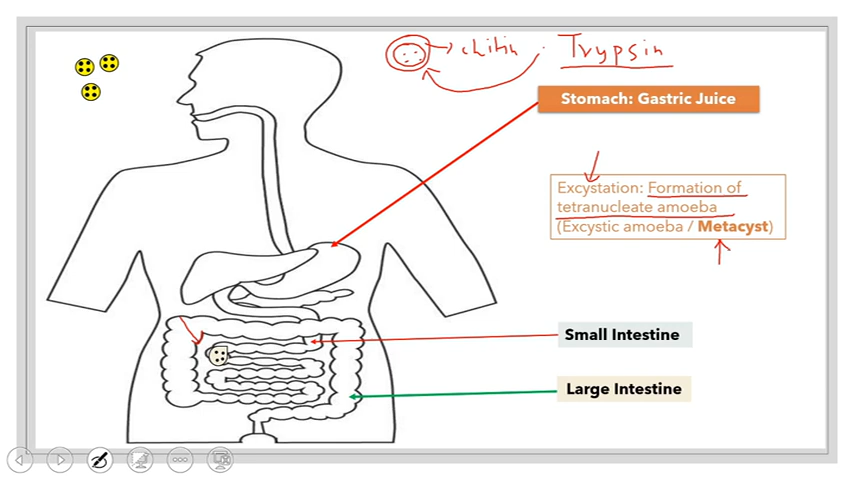 chitin
Trypsin
Stomach: Gastric Juice
Excystation: Formation of
tetranucleate amoeba
(Excystic amoeba / Metacyst)
Small Intestine
Large Intestine